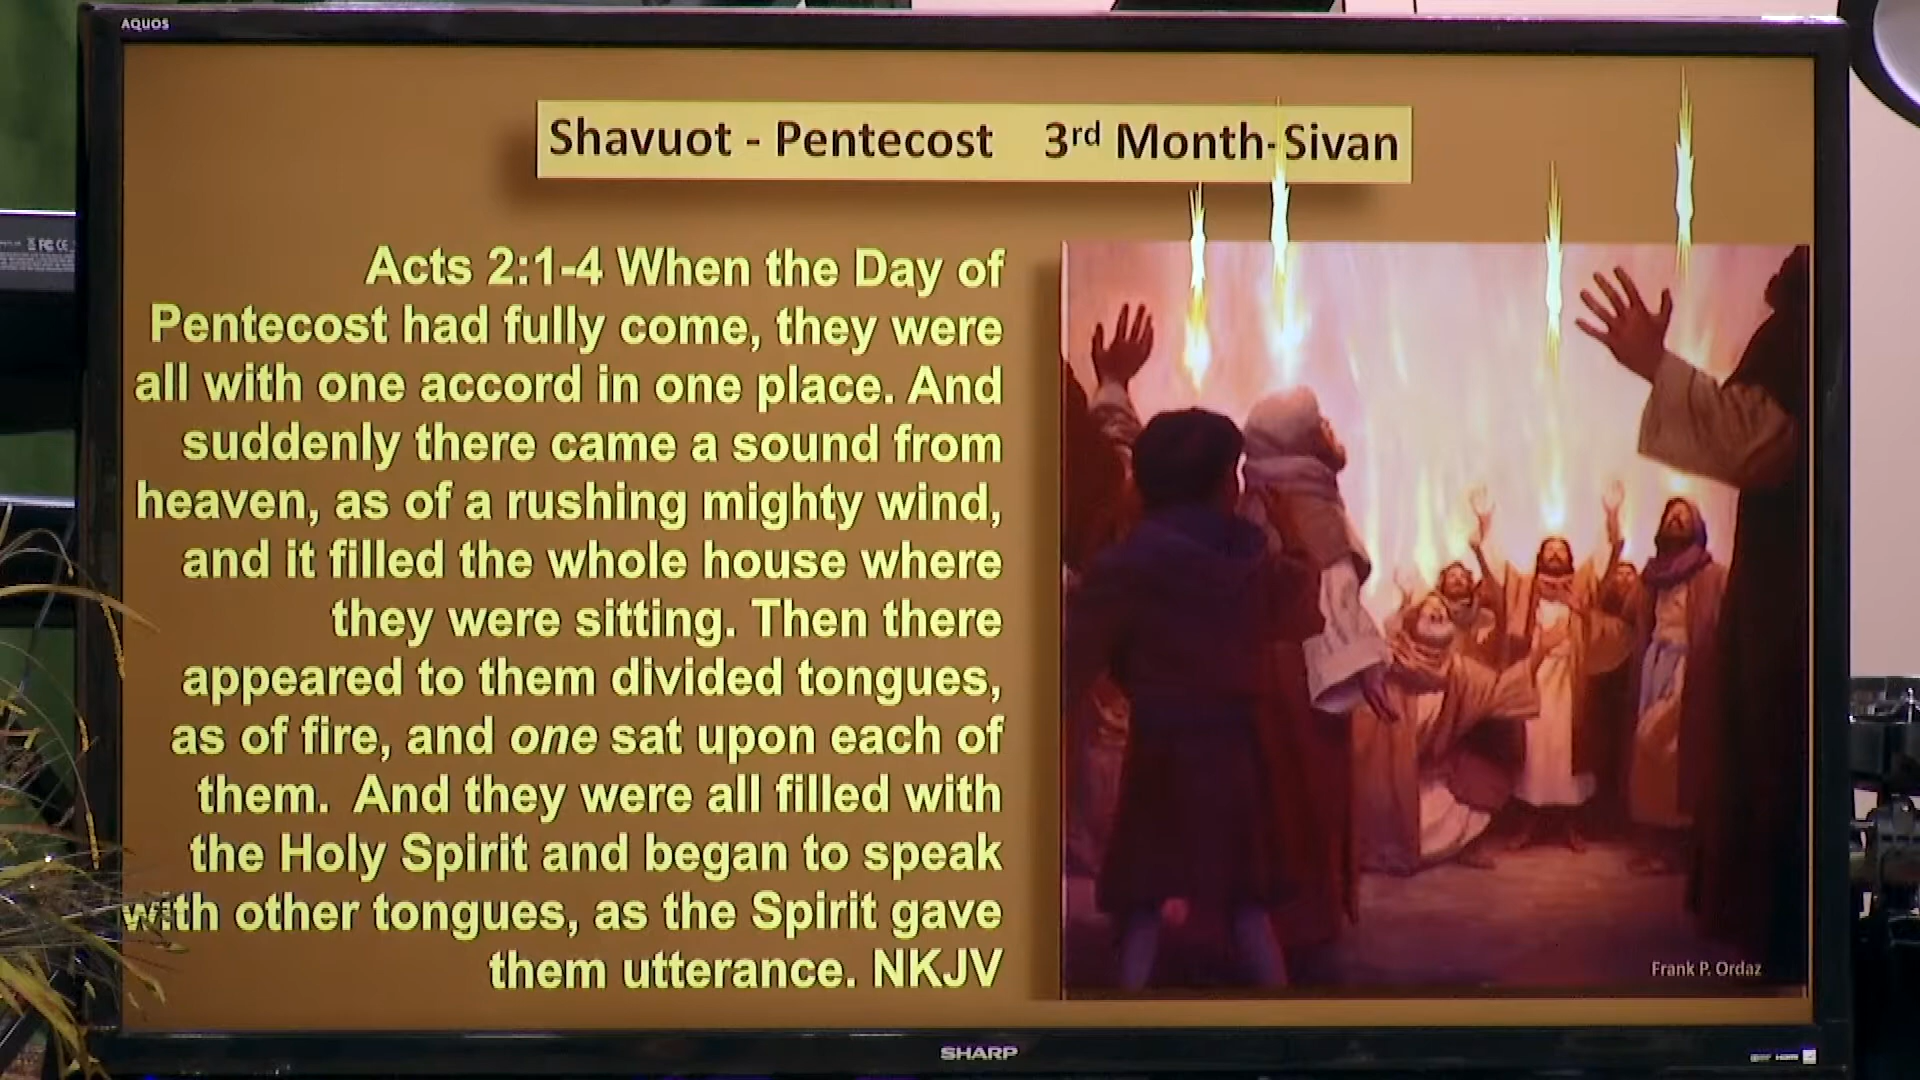 AQUOS
Shavuot - Pentecost 3rd Month-Sivan
Acts 2:1-4 When the Day of
Pentecost had fully come, they were
all with one accord in one place. And
suddenly there came a sound from
heaven, as of a rushing mighty wind,
and it filled the whole house where
they were sitting. Then there
appeared to them divided tongues,
as of fire, and one sat upon each of
them. And they were all filled with
the Holy Spirit and began to speak
with other tongues, as the Spirit gave
them utterance. NKJV
Frank P. Ordaz
SHARP